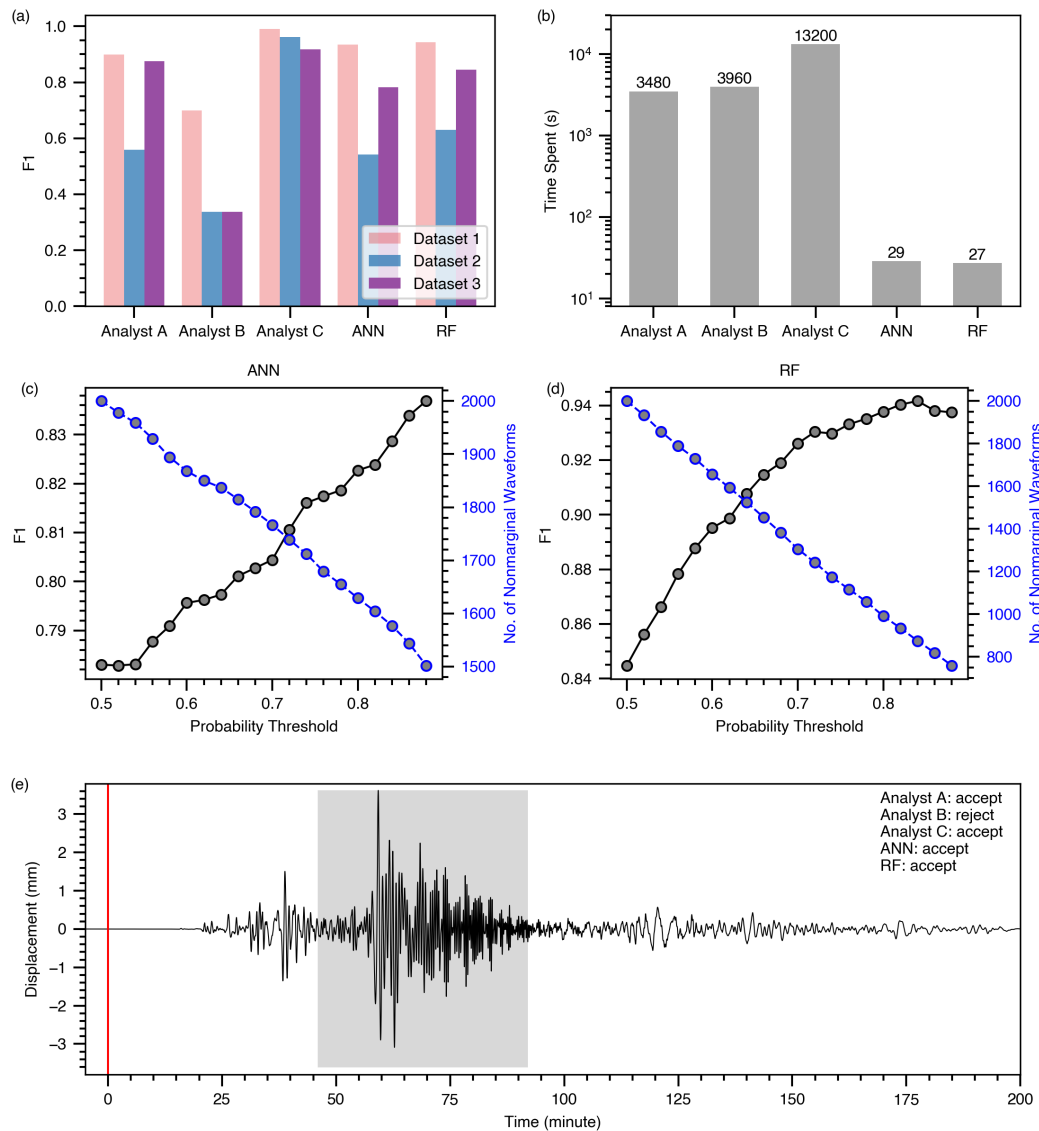 (a)
1.0
0.8
0.6
0.4
0.2
0.0
F1
Analyst A
Analyst B
Analyst C
ANN
RF
Dataset 1
Dataset 2
Dataset 3
(b)
10⁴
10³
10²
10¹
Time Spent (s)
3480
3960
13200
29
27
Analyst A
Analyst B
Analyst C
ANN
RF
(c)
ANN
0.83
0.82
0.81
0.80
0.79
F1
2000
1900
1800
1700
1600
1500
No. of Nonmarginal Waveforms
0.5
0.6
0.7
0.8
Probability Threshold
(d)
RF
0.94
0.92
0.90
0.88
0.86
0.84
F1
2000
1800
1600
1400
1200
1000
800
No. of Nonmarginal Waveforms
0.5
0.6
0.7
0.8
Probability Threshold
(e)
Analyst A: accept
Analyst B: reject
Analyst C: accept
ANN: accept
RF: accept
3
2
1
0
−1
−2
−3
Displacement (mm)
0
25
50
75
100
125
150
175
200
Time (minute)